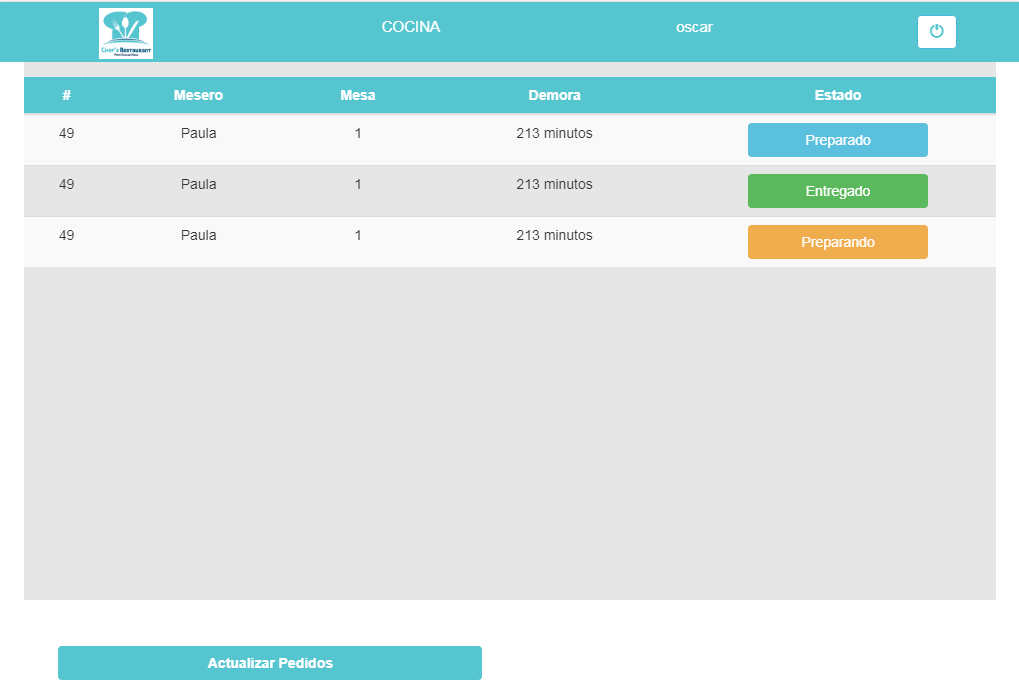 COCINA oscar
Chef's Restaurant
# Mesero Mesa Demora Estado
49 Paula 1 213 minutos Preparado
49 Paula 1 213 minutos Entregado
49 Paula 1 213 minutos Preparando
Actualizar Pedidos